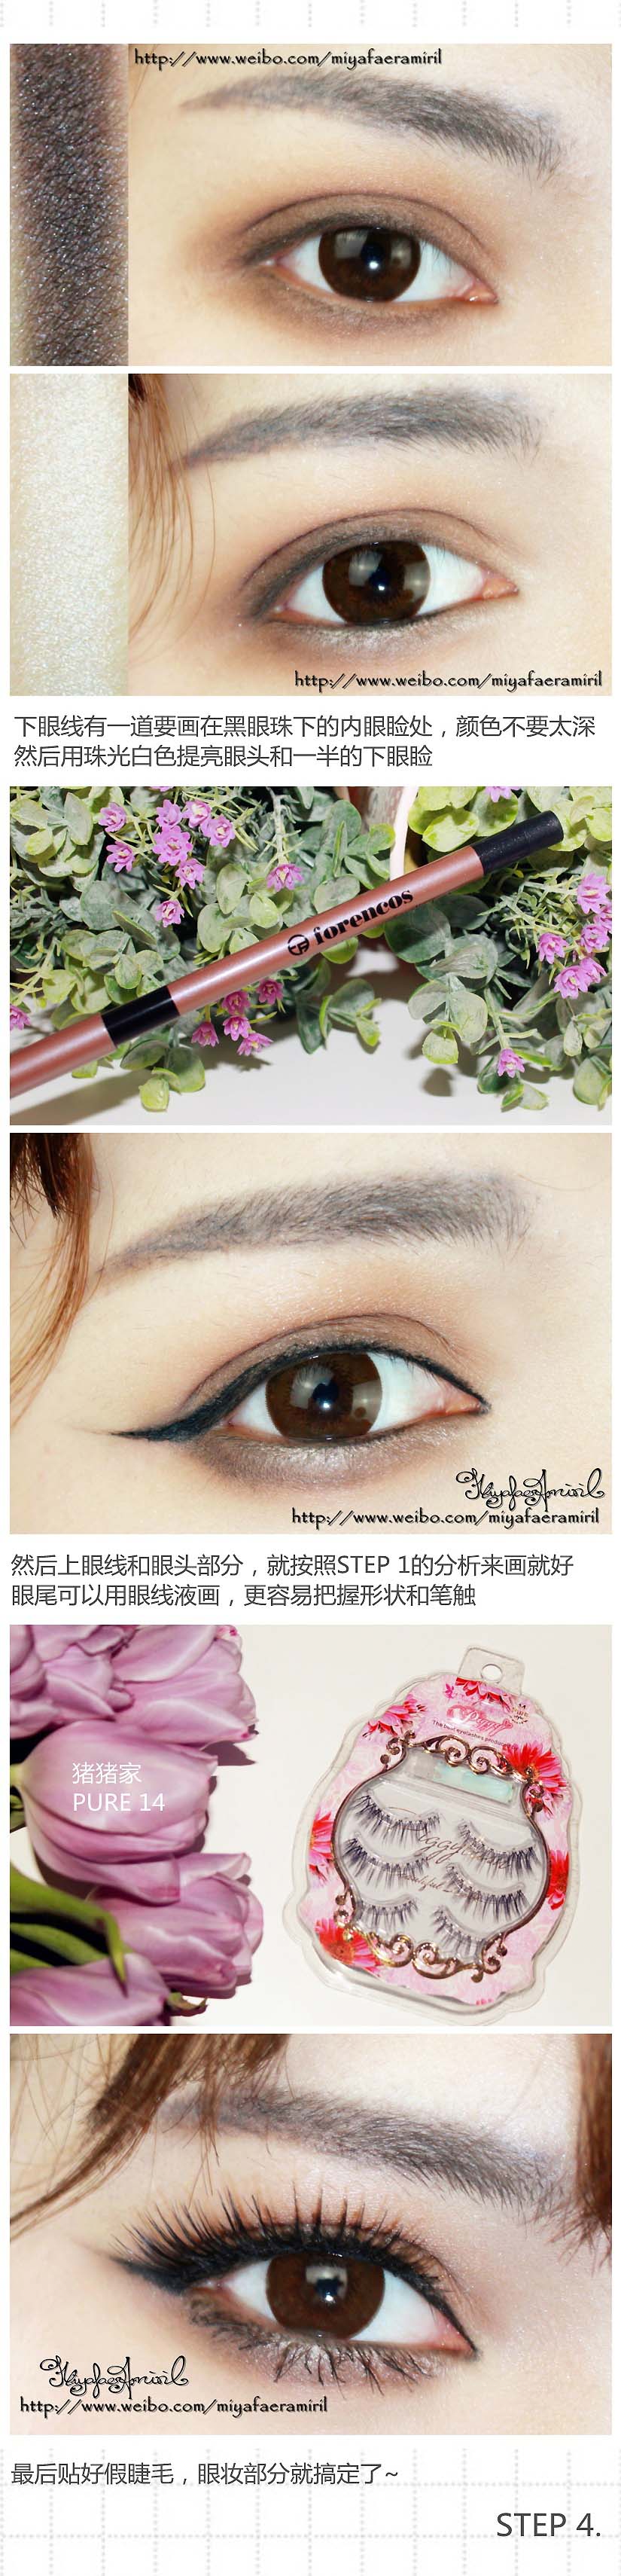 http://www.weibo.com/miyafaeramiril
http://www.weibo.com/miyafaeramiril
下眼线有一道要画在黑眼珠下的内眼睑处，颜色不要太深
然后用珠光白色提亮眼头和一半的下眼睑
forencos
MiyafaerAmiril
http://www.weibo.com/miyafaeramiril
然后上眼线和眼头部分，就按照STEP 1的分析来画就好
眼尾可以用眼线液画，更容易把握形状和笔触
猪猪家
PURE 14
MiyafaerAmiril
http://www.weibo.com/miyafaeramiril
最后贴好假睫毛，眼妆部分就搞定了~
STEP 4.